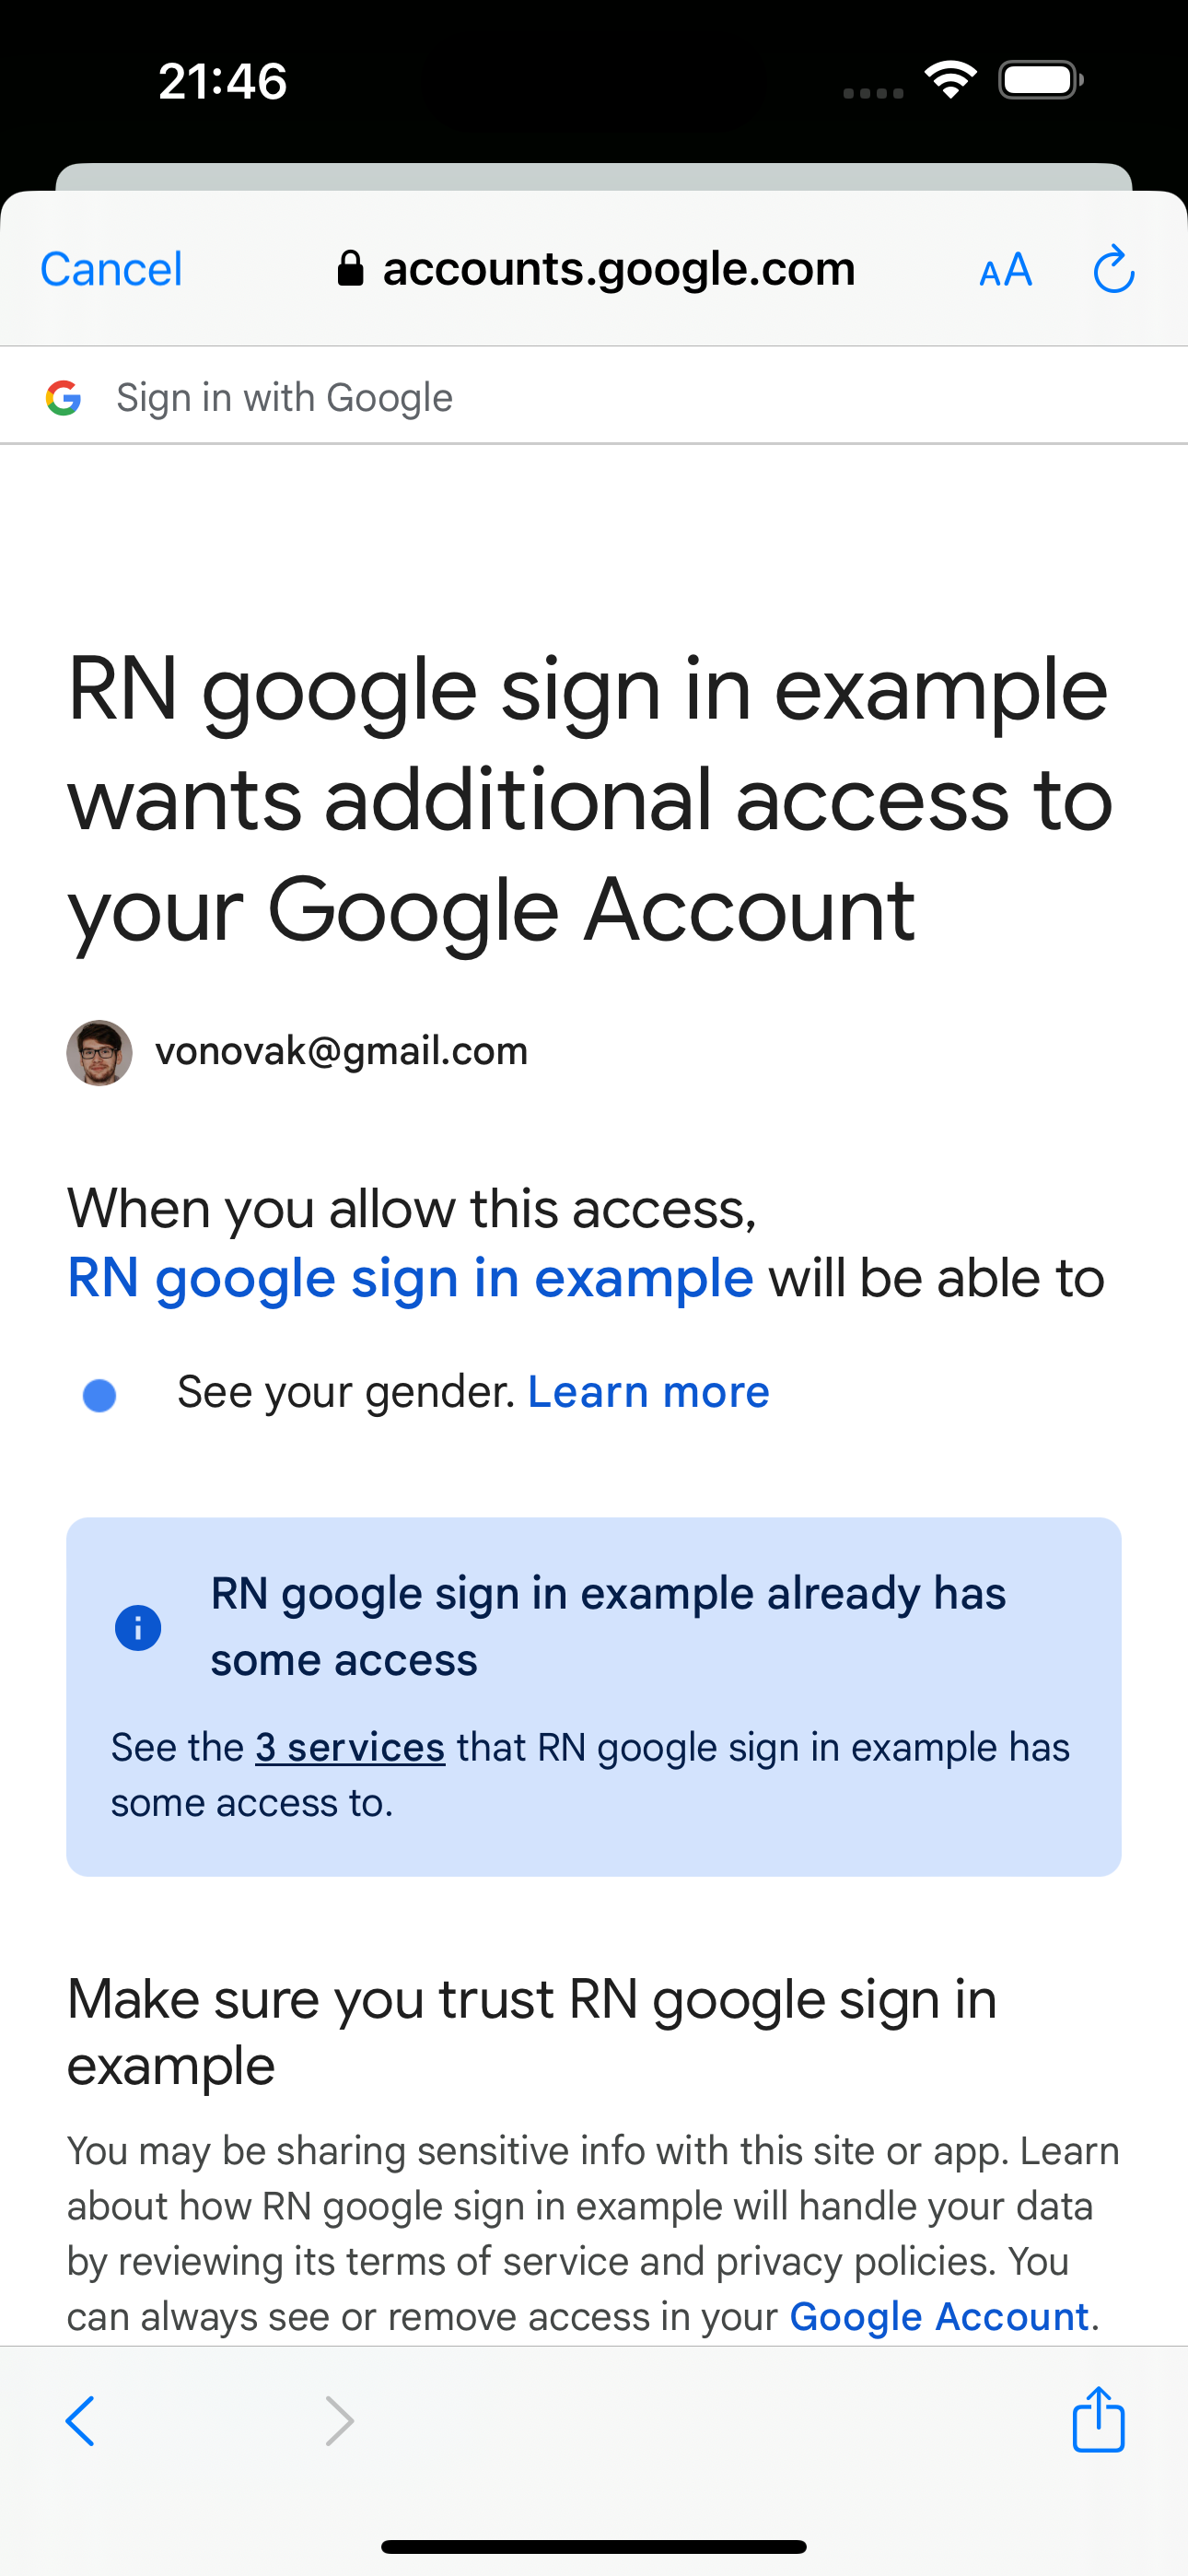 21:46
Cancel
accounts.google.com
AA
Sign in with Google
RN google sign in example
wants additional access to
your Google Account
vonovak@gmail.com
When you allow this access,
RN google sign in example will be able to
See your gender. Learn more
RN google sign in example already has
some access
See the 3 services that RN google sign in example has
some access to.
Make sure you trust RN google sign in
example
You may be sharing sensitive info with this site or app. Learn
about how RN google sign in example will handle your data
by reviewing its terms of service and privacy policies. You
can always see or remove access in your Google Account.